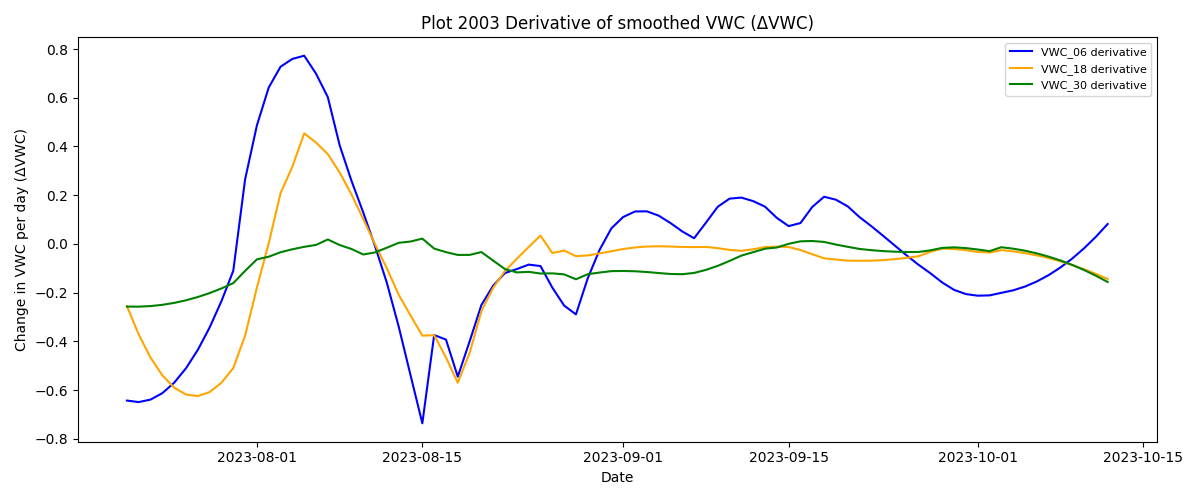 Plot 2003 Derivative of smoothed VWC (ΔVWC)
Change in VWC per day (ΔVWC)
0.8
0.6
0.4
0.2
0.0
−0.2
−0.4
−0.6
−0.8
VWC_06 derivative
VWC_18 derivative
VWC_30 derivative
2023-08-01 2023-08-15 2023-09-01 2023-09-15 2023-10-01 2023-10-15
Date